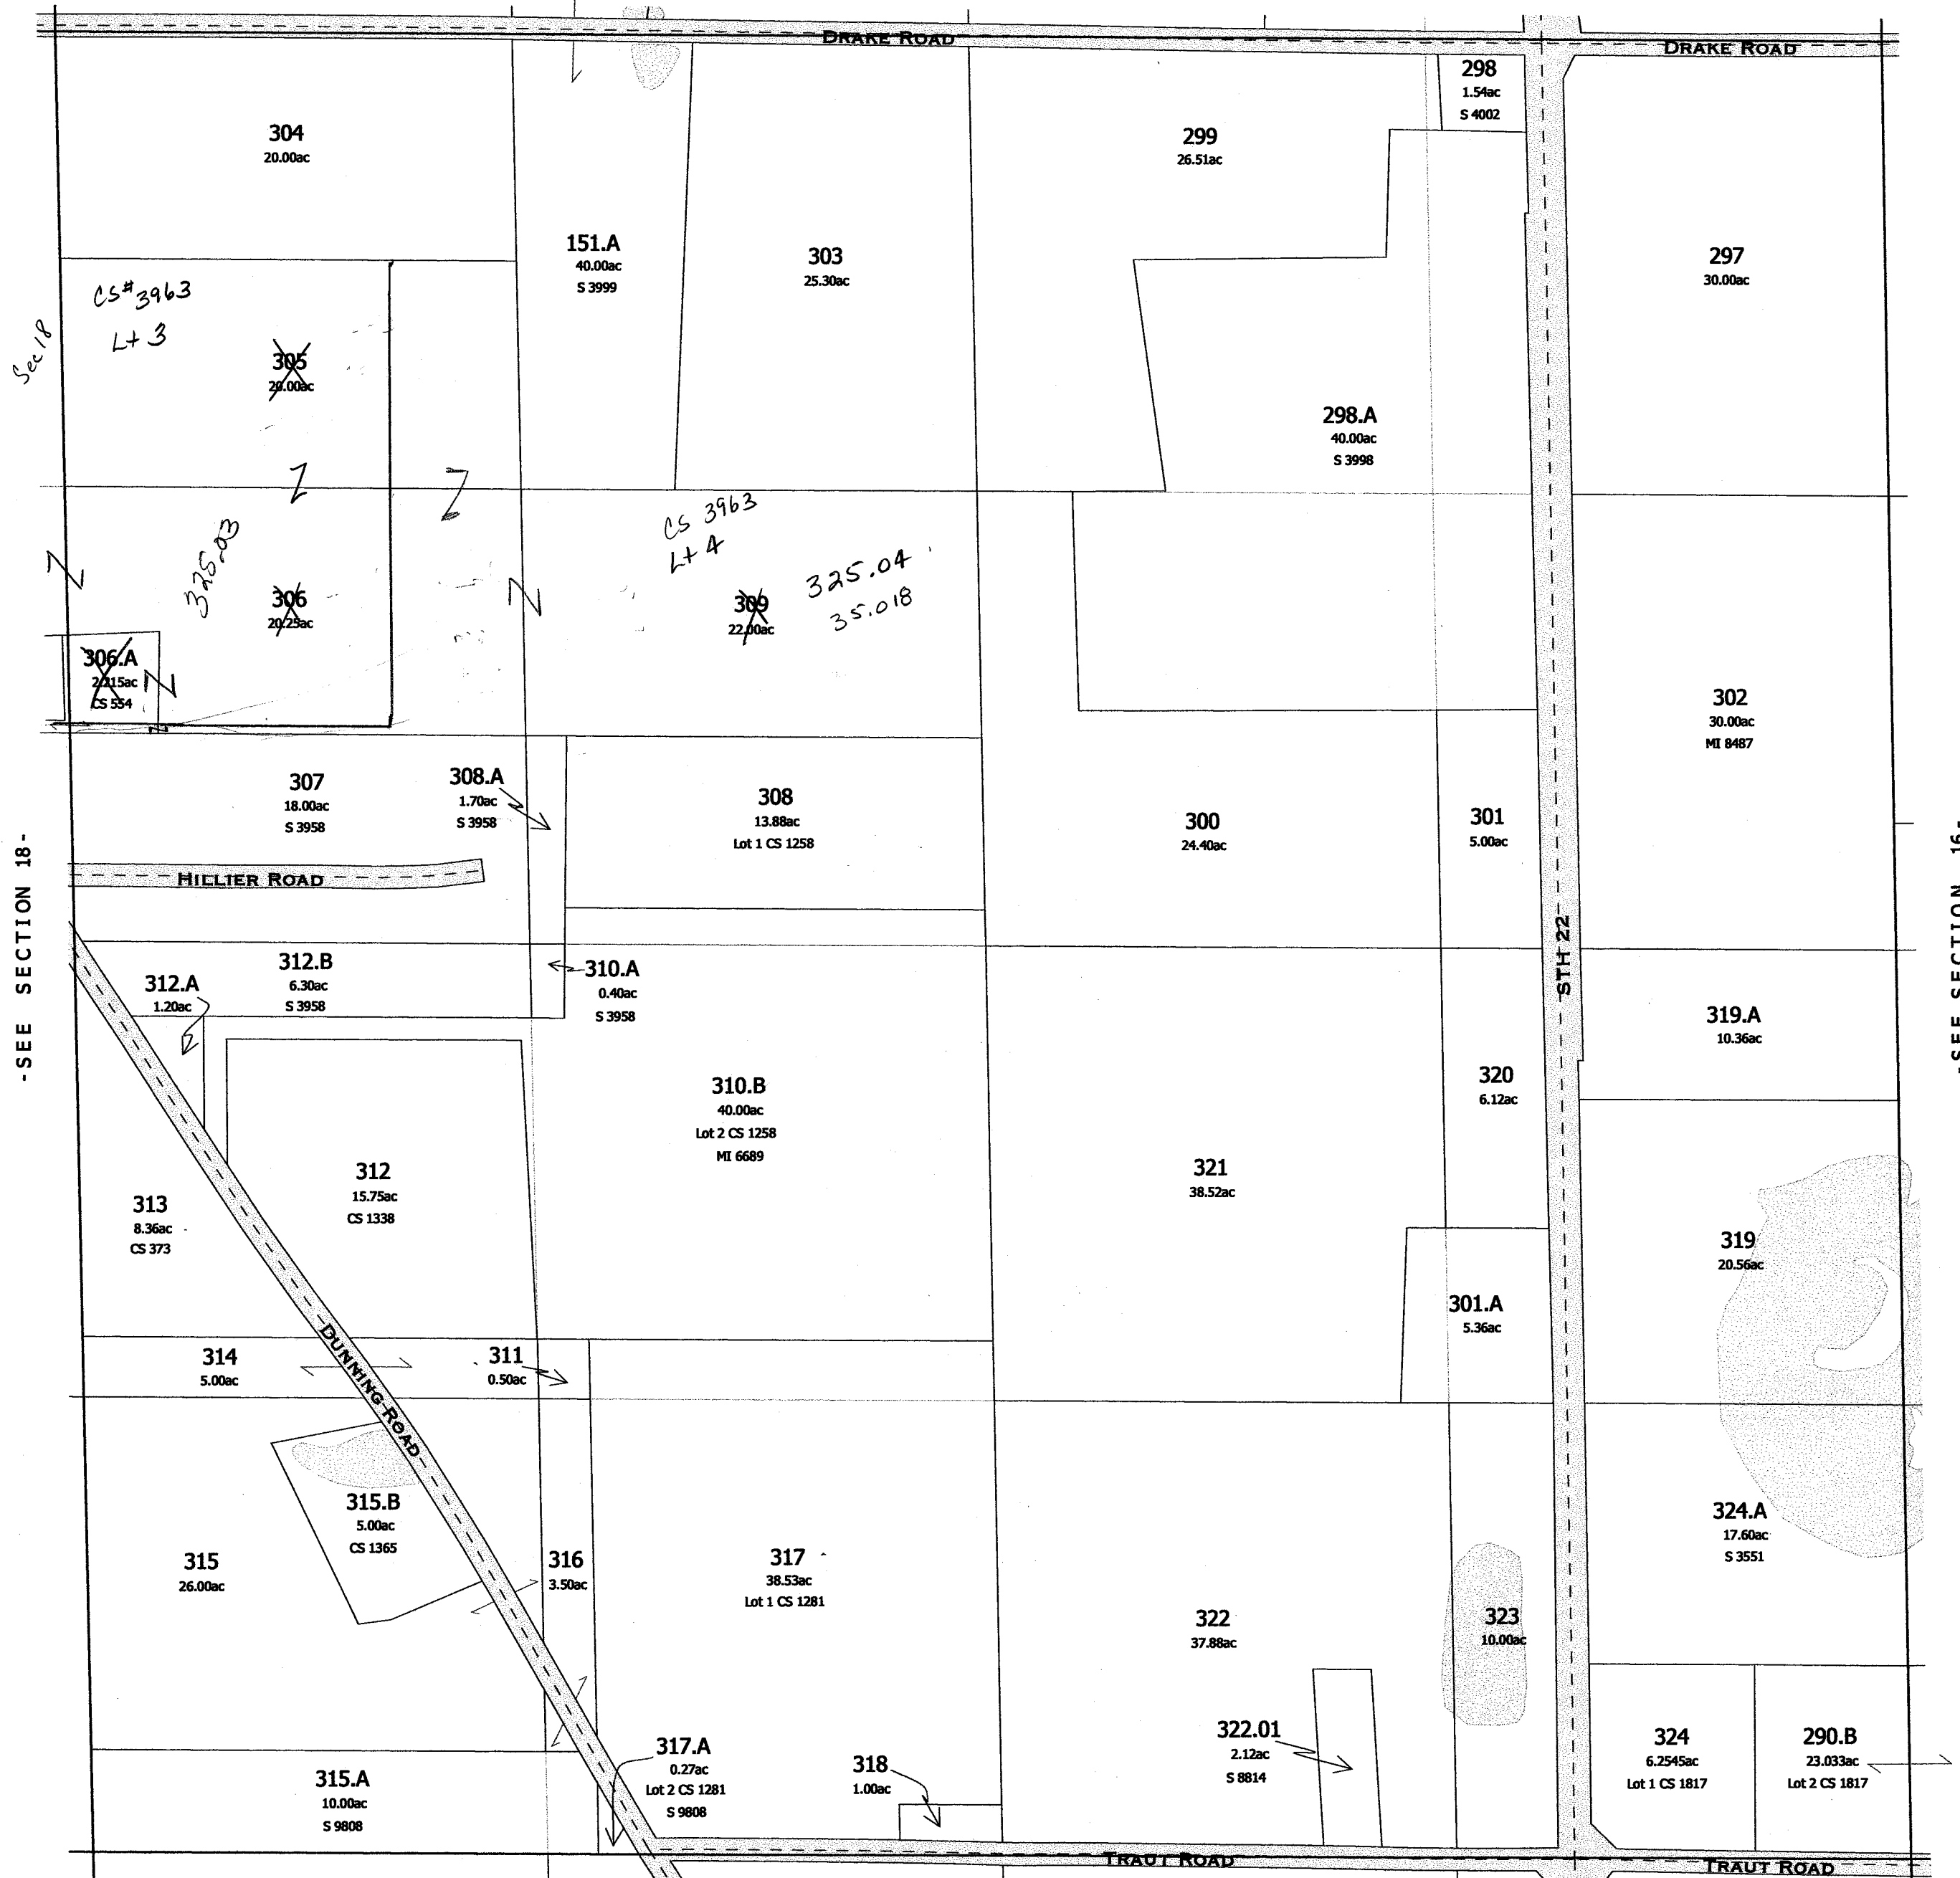 DRAKE ROAD
DRAKE ROAD
298
1.54ac
S 4002
304
20.00ac
299
26.51ac
151.A
40.00ac
S 3999
303
25.30ac
297
30.00ac
CS# 3963
Lt 3
Sec 18
305
20.00ac
298.A
40.00ac
S 3998
325.03
CS 3963
Lt 4
325.04
35.018
306
20.25ac
309
22.00ac
306.A
2.215ac
CS 554
302
30.00ac
MI 8487
307
18.00ac
S 3958
308.A
1.70ac
S 3958
308
13.88ac
Lot 1 CS 1258
300
24.40ac
301
5.00ac
HILLIER ROAD
-SEE SECTION 18-
-SEE SECTION 16-
STH 22
312.B
6.30ac
S 3958
312.A
1.20ac
310.A
0.40ac
S 3958
319.A
10.36ac
310.B
40.00ac
Lot 2 CS 1258
MI 6689
320
6.12ac
312
15.75ac
CS 1338
321
38.52ac
313
8.36ac
CS 373
319
20.56ac
301.A
5.36ac
314
5.00ac
311
0.50ac
DUNNING ROAD
315.B
5.00ac
CS 1365
324.A
17.60ac
S 3551
315
26.00ac
316
3.50ac
317
38.53ac
Lot 1 CS 1281
322
37.88ac
323
10.00ac
322.01
2.12ac
S 8814
324
6.2545ac
Lot 1 CS 1817
290.B
23.033ac
Lot 2 CS 1817
317.A
0.27ac
Lot 2 CS 1281
S 9808
318
1.00ac
315.A
10.00ac
S 9808
TRAUT ROAD
TRAUT ROAD